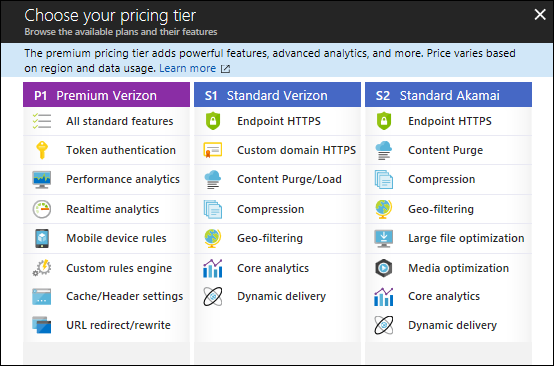 Choose your pricing tier
Browse the available plans and their features
The premium pricing tier adds powerful features, advanced analytics, and more. Price varies based
on region and data usage. Learn more
P1 Premium Verizon
All standard features
Token authentication
Performance analytics
Realtime analytics
Mobile device rules
Custom rules engine
Cache/Header settings
URL redirect/rewrite
S1 Standard Verizon
Endpoint HTTPS
Custom domain HTTPS
Content Purge/Load
Compression
Geo-filtering
Core analytics
Dynamic delivery
S2 Standard Akamai
Endpoint HTTPS
Content Purge
Compression
Geo-filtering
Large file optimization
Media optimization
Core analytics
Dynamic delivery